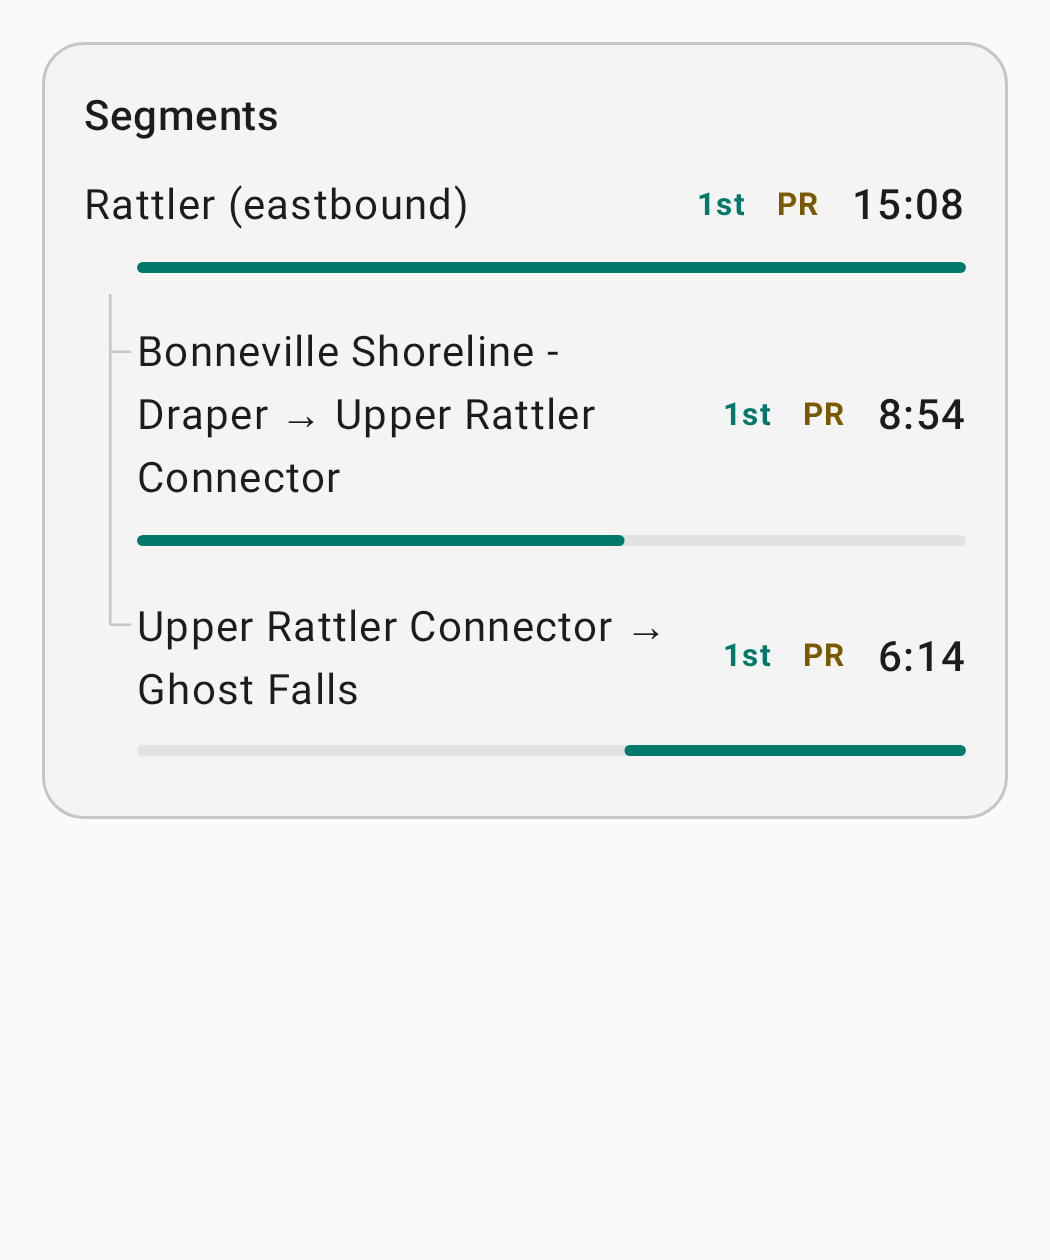 Segments
Rattler (eastbound) 1st PR 15:08
Bonneville Shoreline -
Draper → Upper Rattler 1st PR 8:54
Connector
Upper Rattler Connector →
1st PR 6:14
Ghost Falls